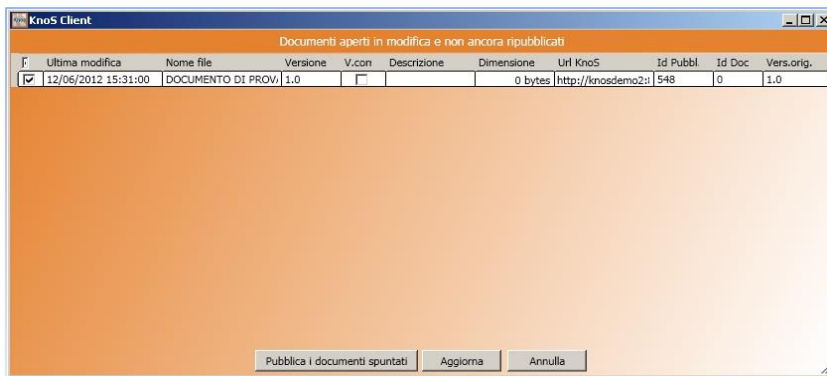 KnoS Client
Documenti aperti in modifica e non ancora ripubblicati
Ultima modifica Nome file Versione V.con Descrizione Dimensione Url KnoS Id Pubbl. Id Doc Vers.orig.
12/06/2012 15:31:00 DOCUMENTO DI PROV 1.0 0 bytes http://knosdemo2: 548 0 1.0
Pubblica i documenti spuntati Aggiorna Annulla